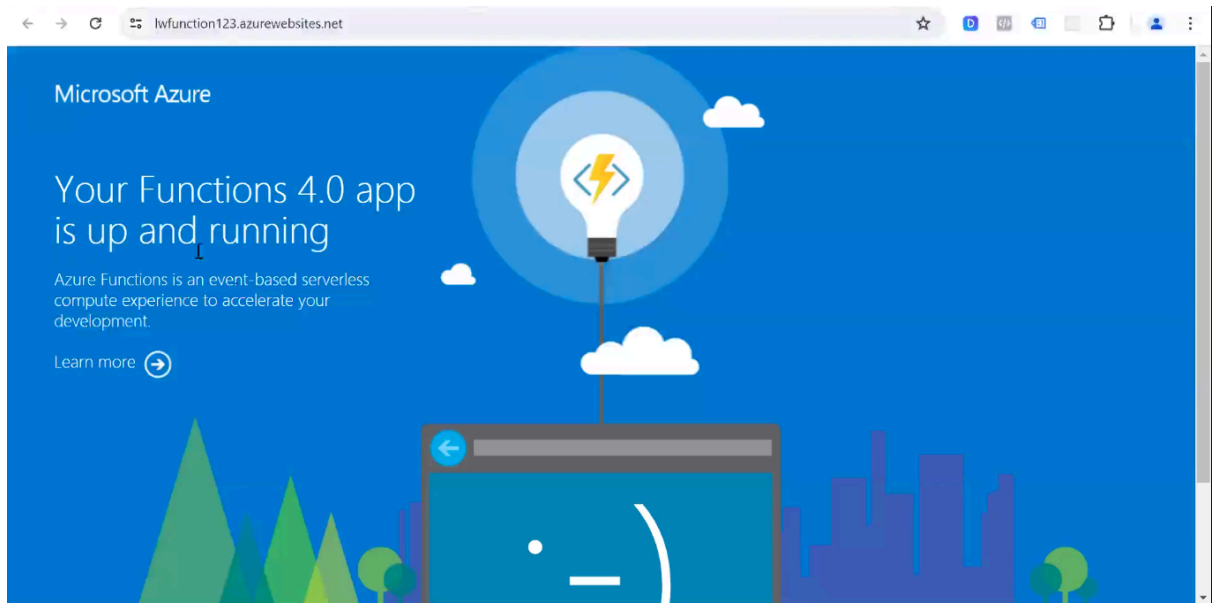 lwfunction123.azurewebsites.net
Microsoft Azure
Your Functions 4.0 app
is up and running
Azure Functions is an event-based serverless
compute experience to accelerate your
development.
Learn more